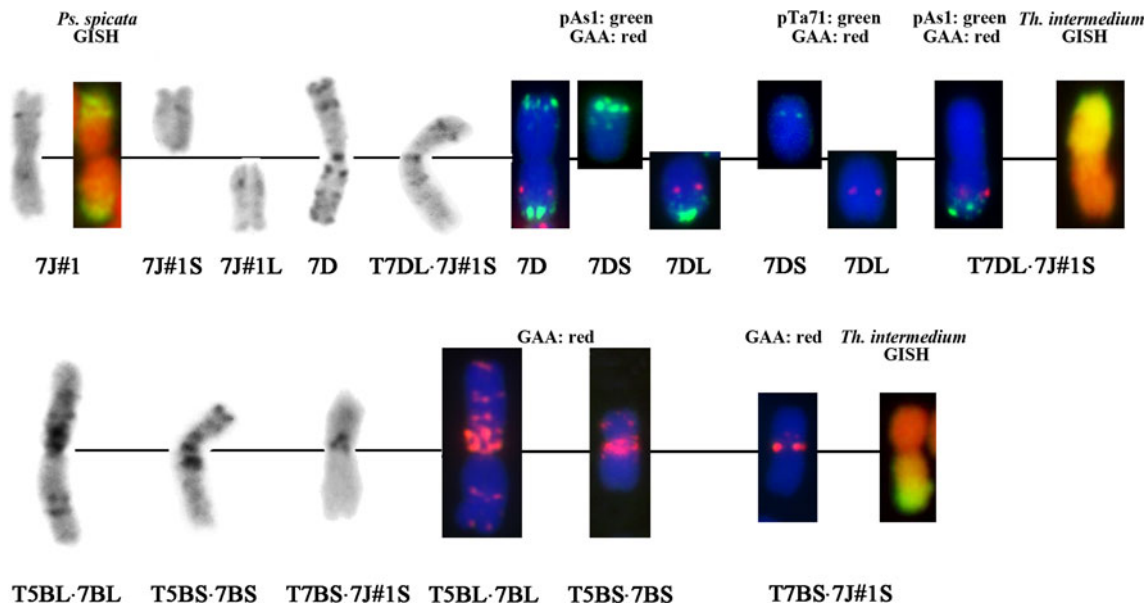 Ps. spicata
GISH
pAs1: green
GAA: red
pTa71: green
GAA: red
pAs1: green
GAA: red
Th. intermedium
GISH
7J#1
7J#1S
7J#1L
7D
T7DL·7J#1S
7D
7DS
7DL
7DS
7DL
T7DL·7J#1S
GAA: red
GAA: red
Th. intermedium
GISH
T5BL·7BL
T5BS·7BS
T7BS·7J#1S
T5BL·7BL
T5BS·7BS
T7BS·7J#1S